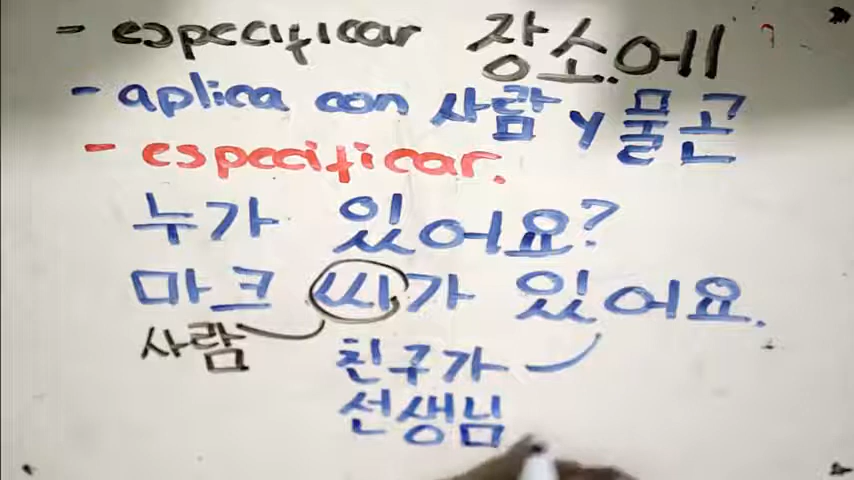 - especificar 장소에
- aplica con 사람 y 물곤
- especificar.
누가 있어요?
마크 씨가 있어요.
사람
친구가
선생님